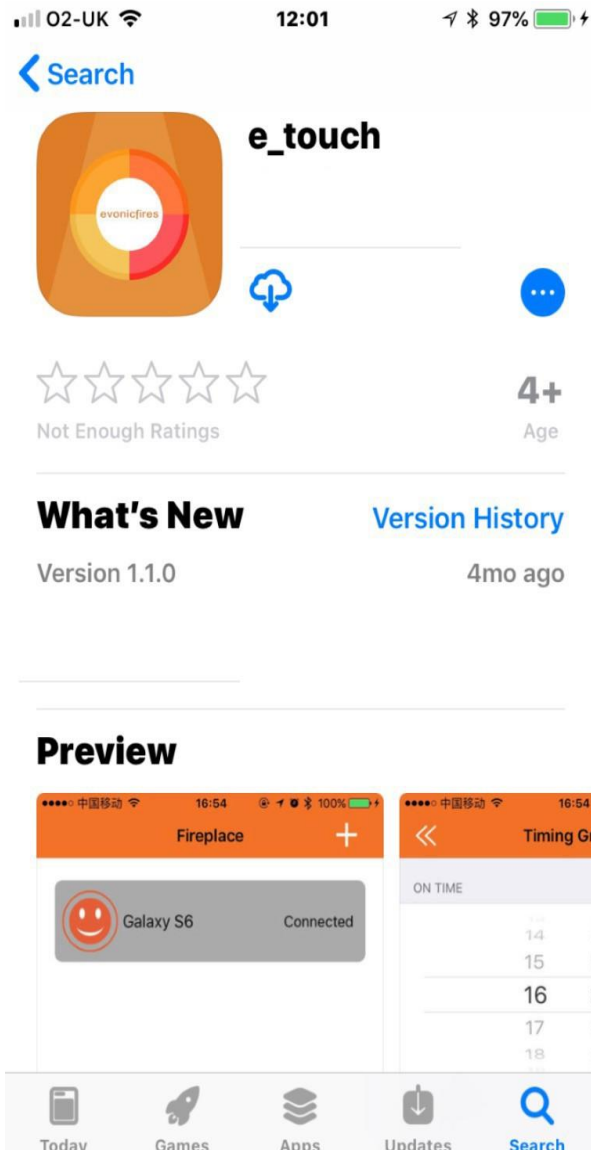 O2-UK 12:01 97%
Search
e_touch
evonicfires
4+
Not Enough Ratings Age
What's New Version History
Version 1.1.0 4mo ago
Preview
中国移动 16:54 100%
Fireplace +
Galaxy S6 Connected
中国移动 16:54
Timing Gr
ON TIME
14
15
16
17
18
Today Games Apps Updates Search